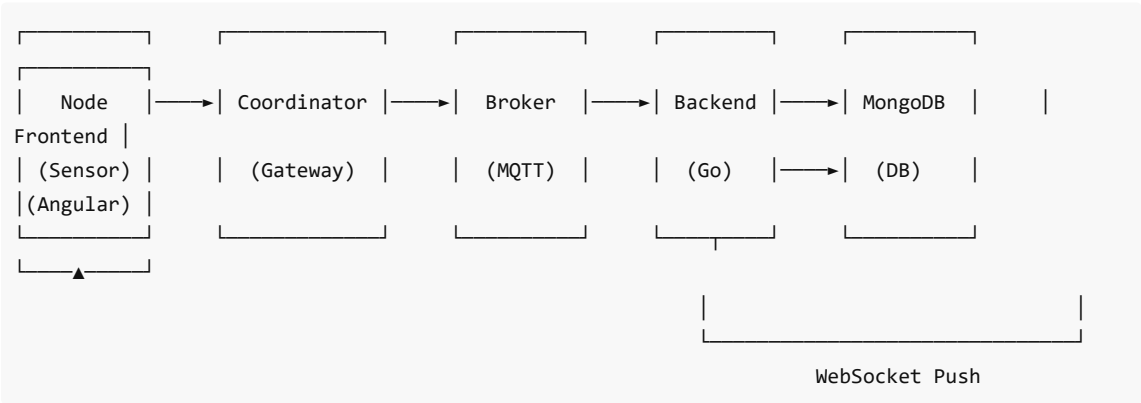 Node Coordinator Broker Backend MongoDB
Frontend
(Sensor) (Gateway) (MQTT) (Go) (DB)
(Angular)
WebSocket Push